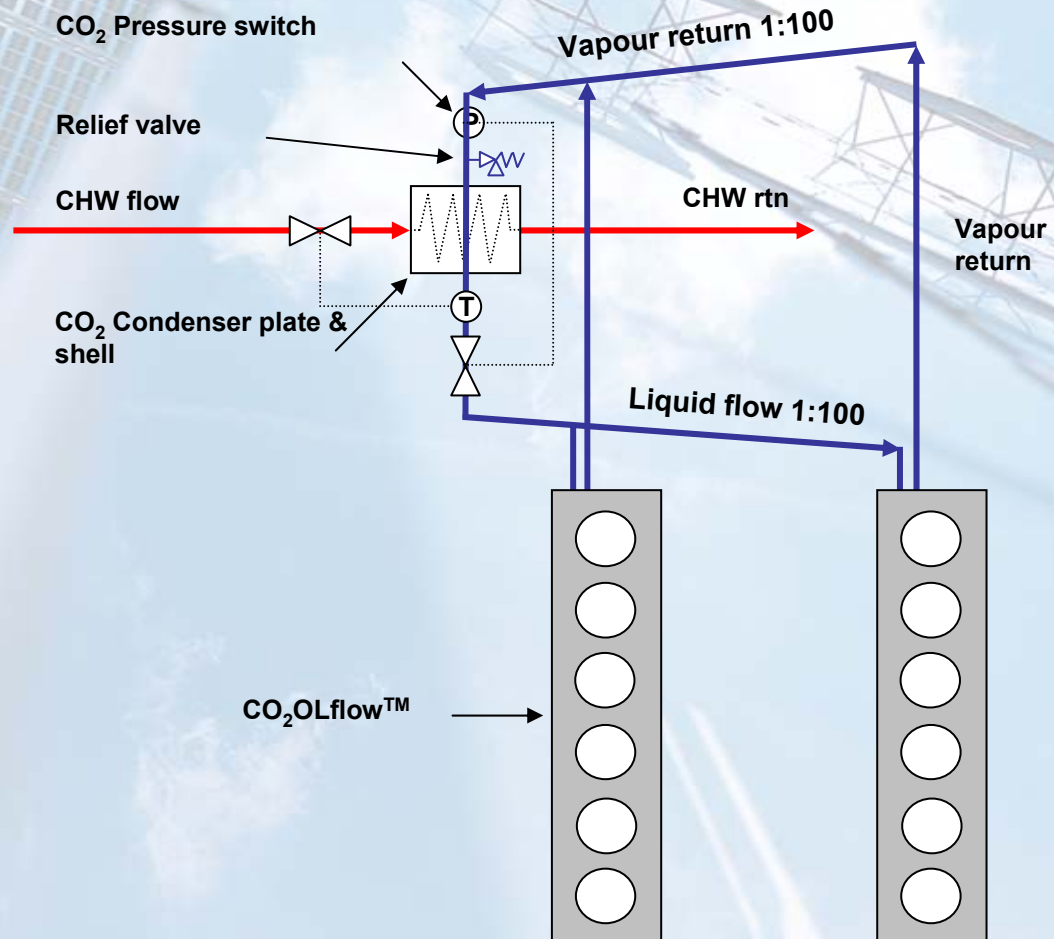 CO₂ Pressure switch
Vapour return 1:100
P
Relief valve
CHW flow
CHW rtn
Vapour
return
T
CO₂ Condenser plate &
shell
Liquid flow 1:100
CO₂OLflow™